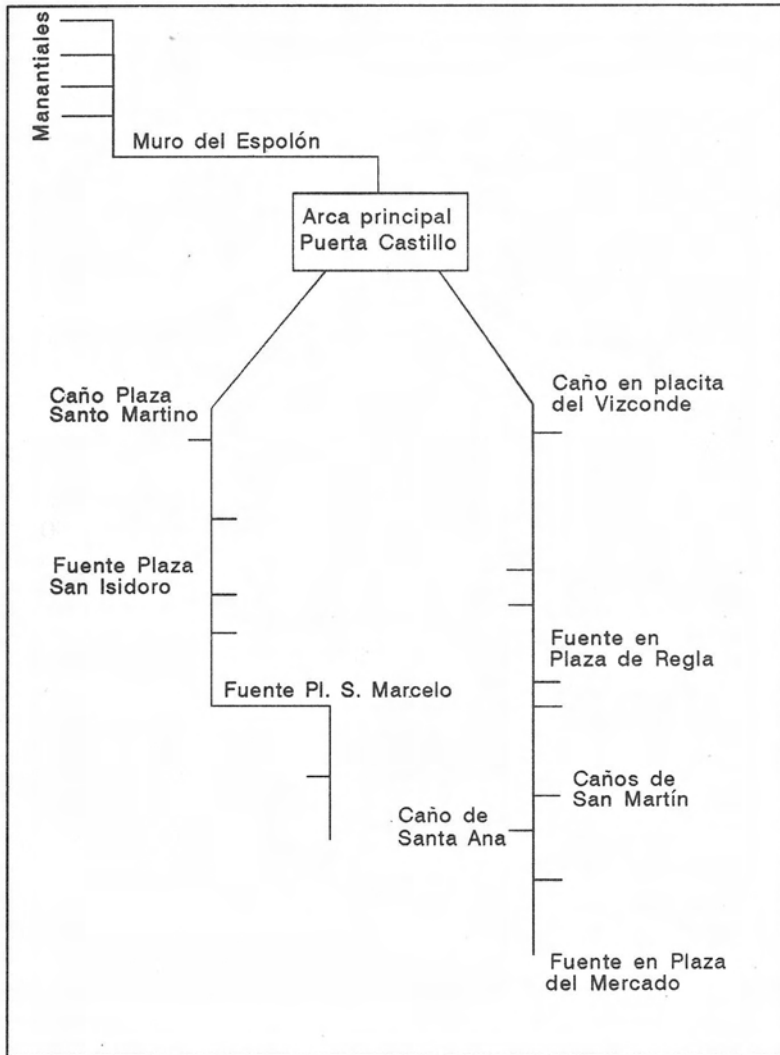 Manantiales
Muro del Espolón
Arca principal
Puerta Castillo
Caño Plaza
Santo Martino
Caño en placita
del Vizconde
Fuente Plaza
San Isidoro
Fuente en
Plaza de Regla
Fuente Pl. S. Marcelo
Caños de
San Martín
Caño de
Santa Ana
Fuente en Plaza
del Mercado